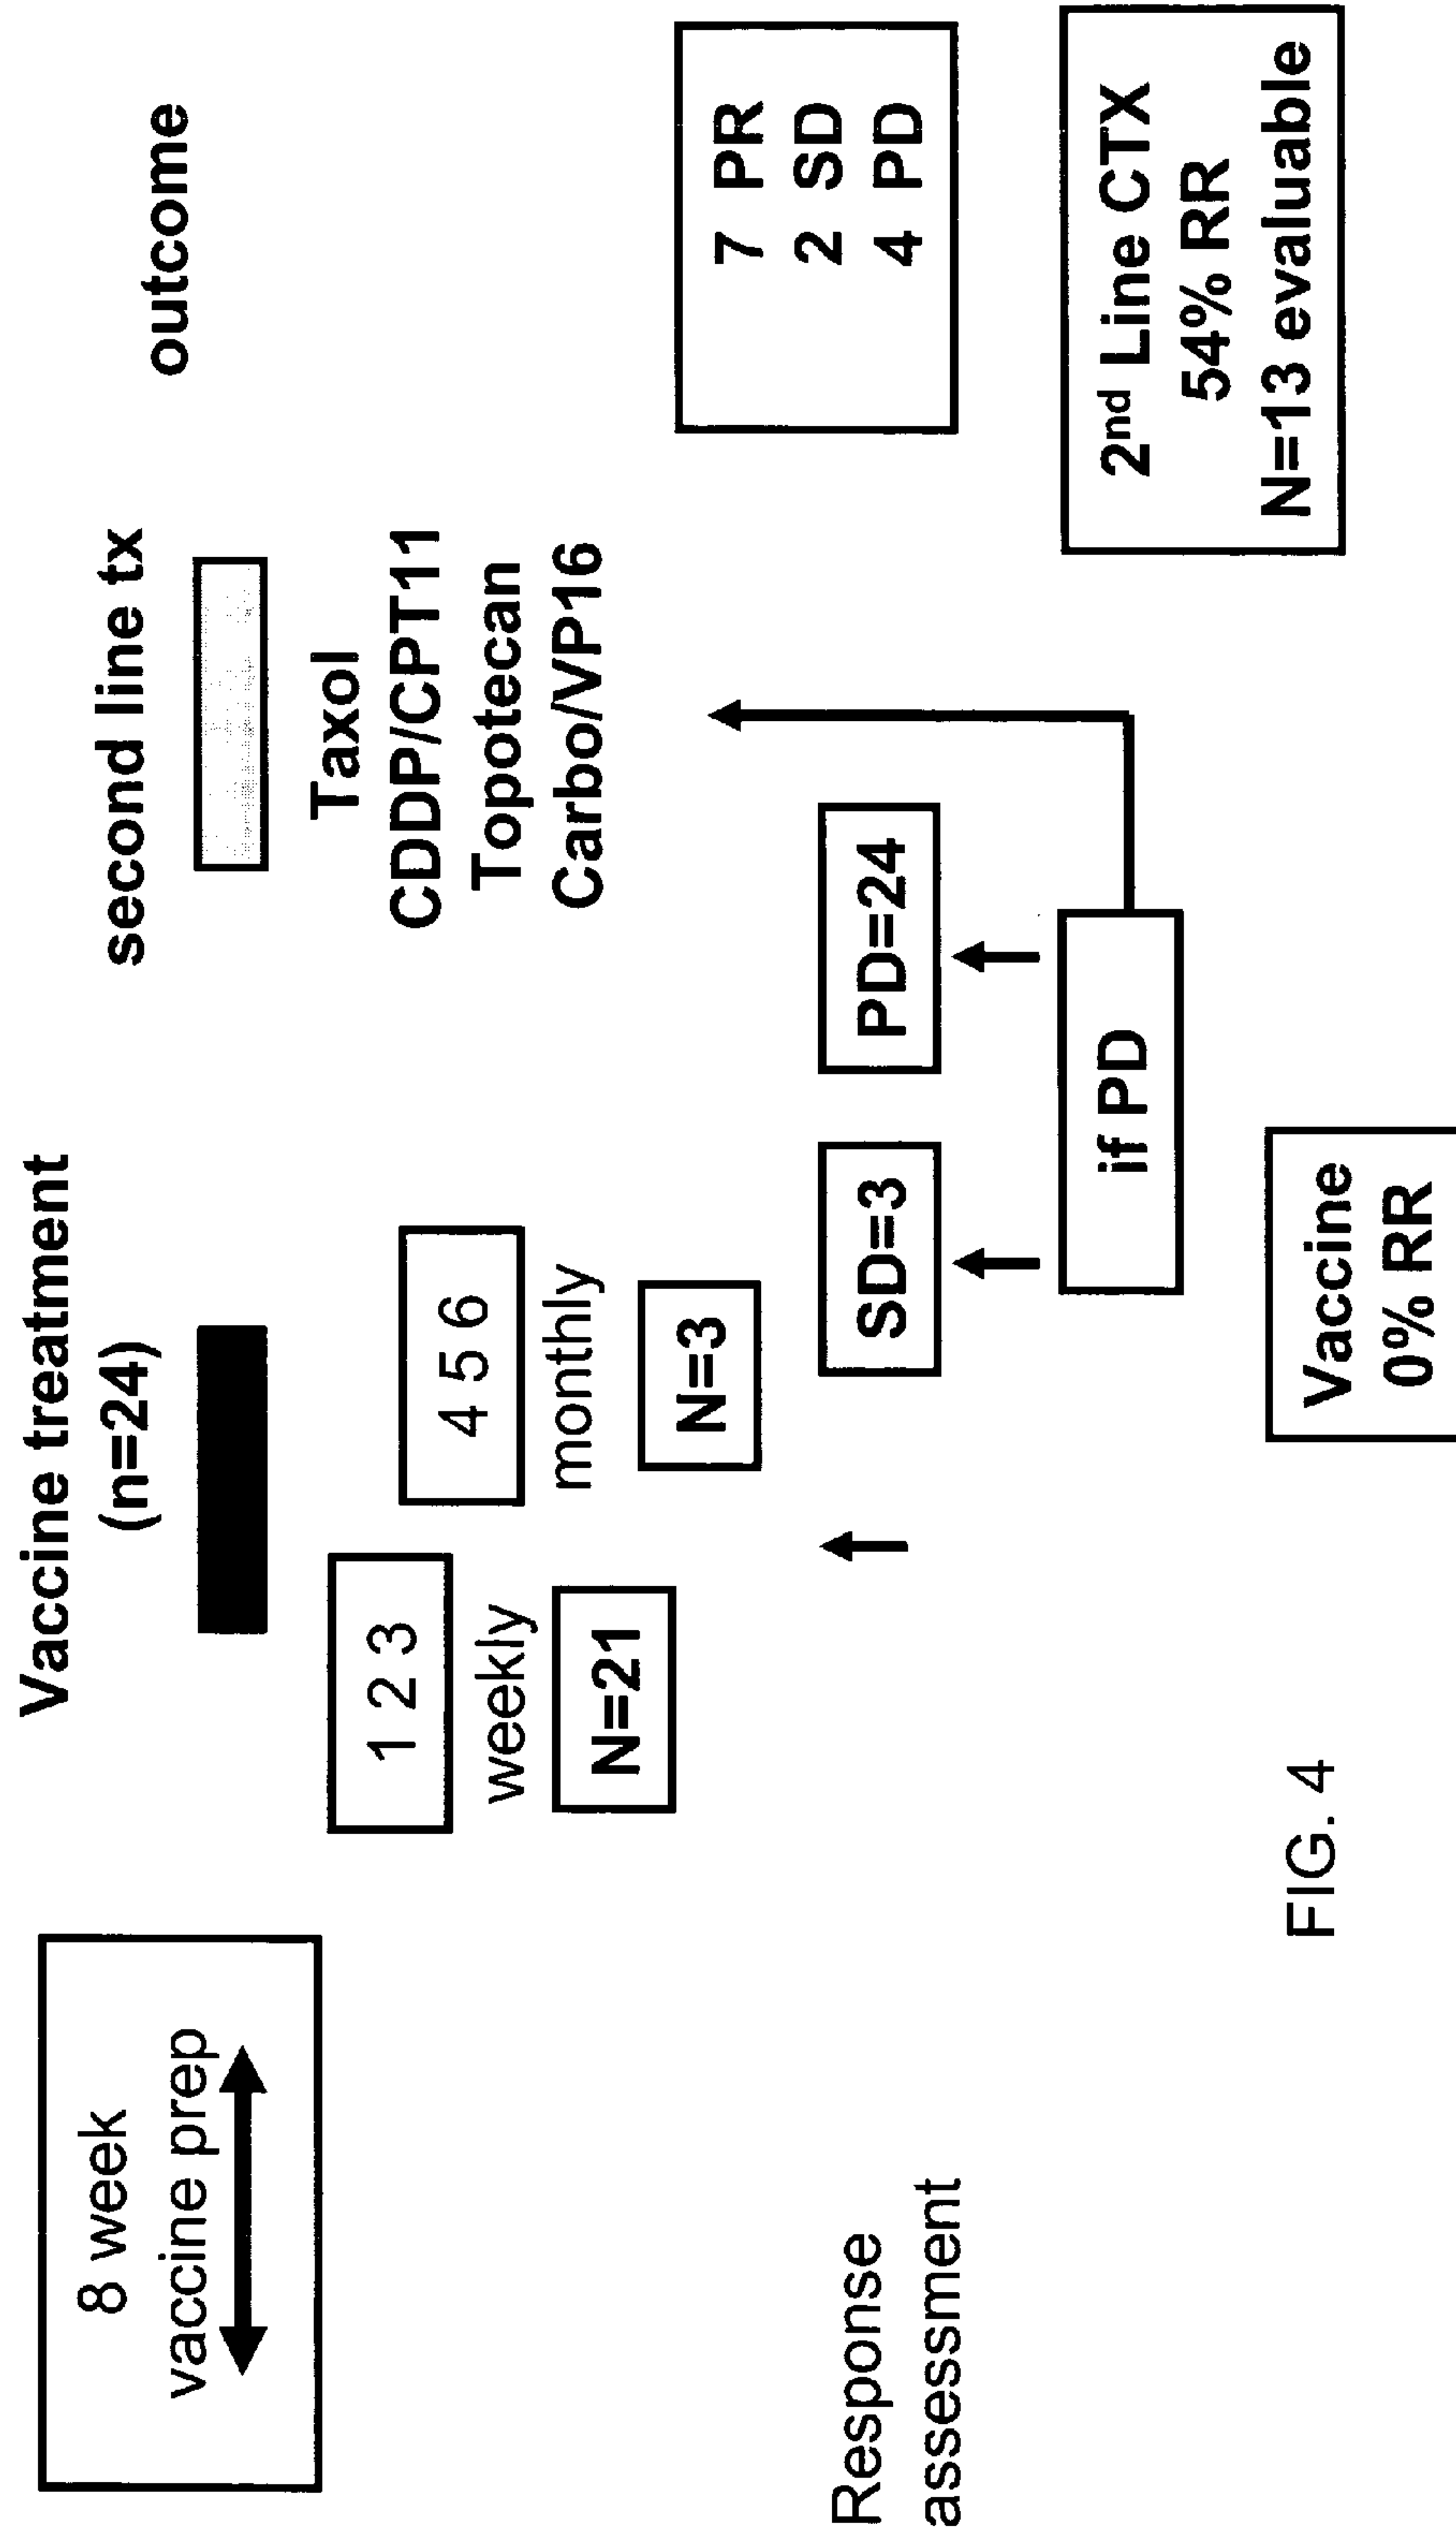 8 week
vaccine prep
Vaccine treatment
(n=24)
1 2 3
weekly
N=21
4 5 6
monthly
N=3
second line tx
Taxol
CDDP/CPT11
Topotecan
Carbo/VP16
outcome
7 PR
2 SD
4 PD
Response
assessment
SD=3
PD=24
if PD
2nd Line CTX
54% RR
N=13 evaluable
Vaccine
0% RR
FIG. 4